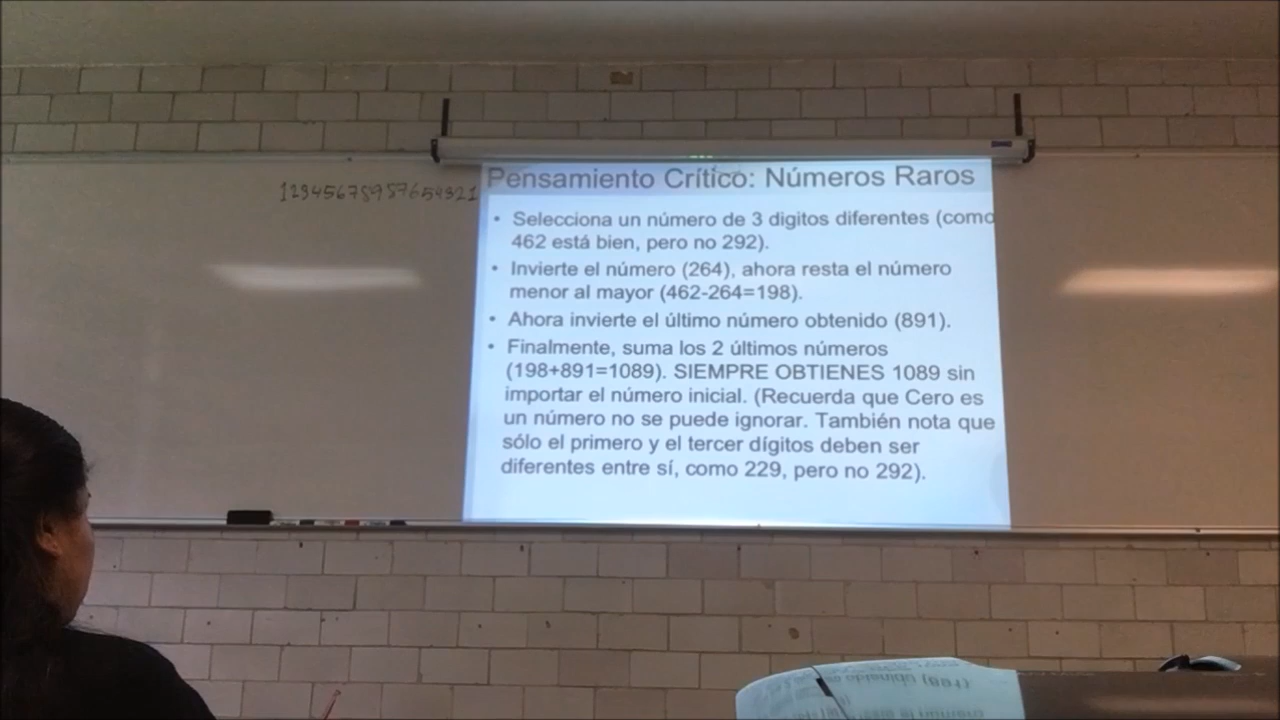 12345678987654321
Pensamiento Crítico: Números Raros
• Selecciona un número de 3 digitos diferentes (como
462 está bien, pero no 292).
• Invierte el número (264), ahora resta el número
menor al mayor (462-264=198).
• Ahora invierte el último número obtenido (891).
• Finalmente, suma los 2 últimos números
(198+891=1089). SIEMPRE OBTIENES 1089 sin
importar el número inicial. (Recuerda que Cero es
un número no se puede ignorar. También nota que
sólo el primero y el tercer dígitos deben ser
diferentes entre sí, como 229, pero no 292).